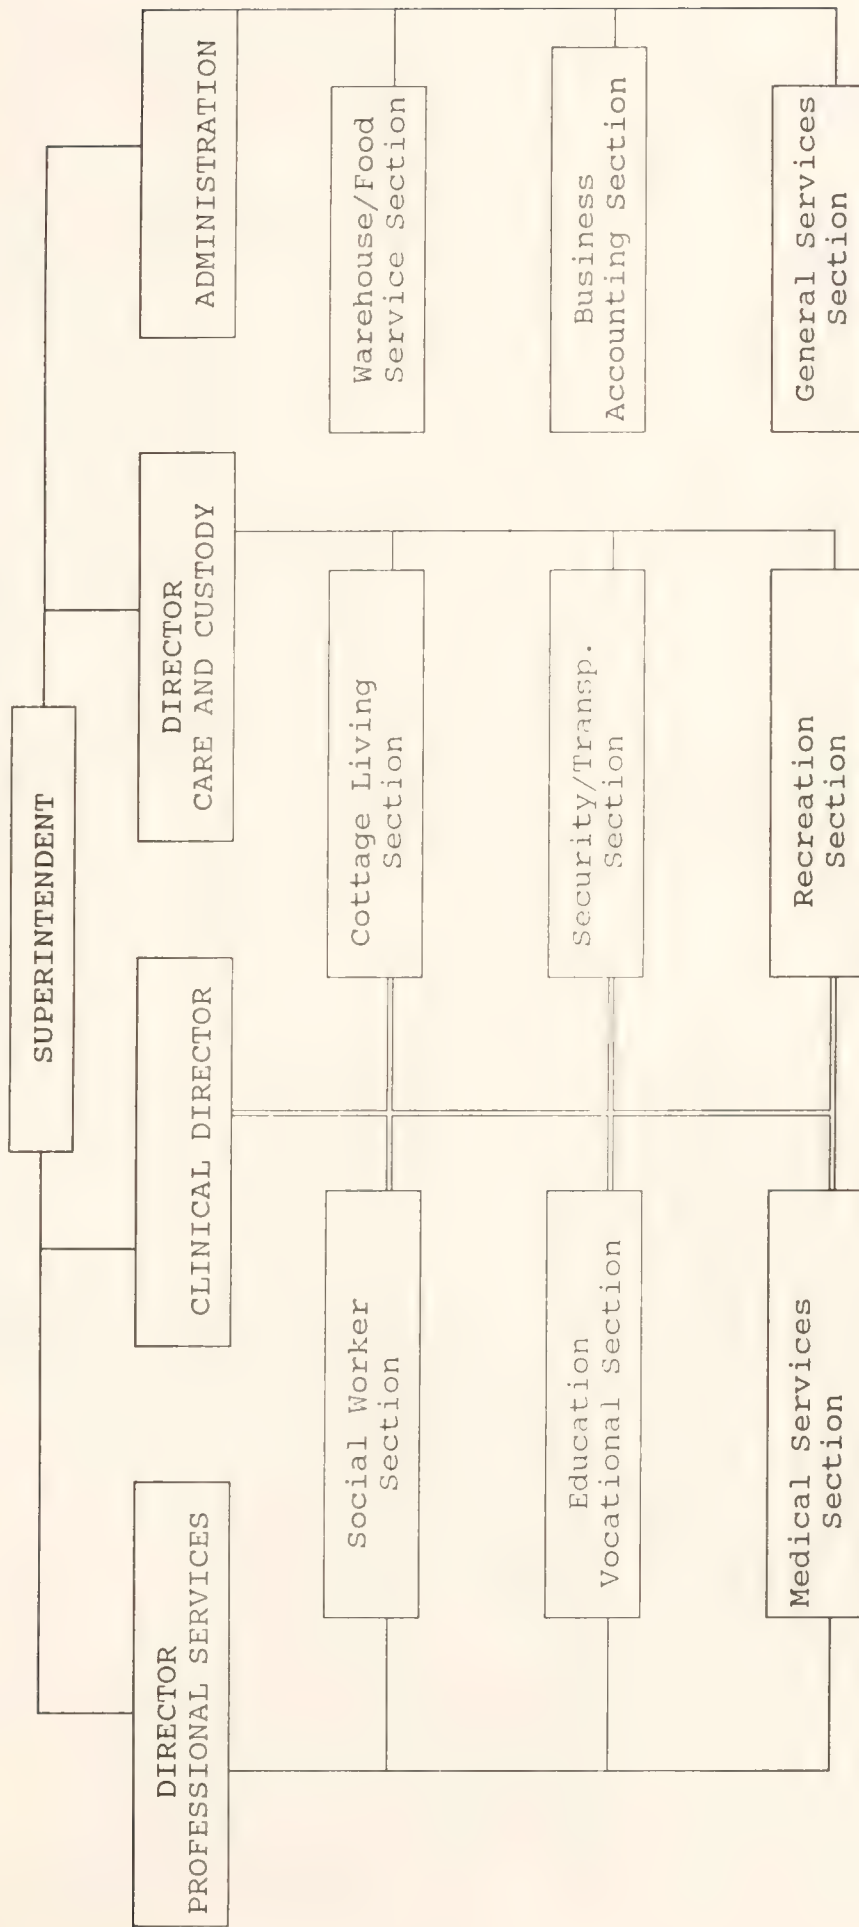 SUPERINTENDENT
DIRECTOR
PROFESSIONAL SERVICES
CLINICAL DIRECTOR
DIRECTOR
CARE AND CUSTODY
ADMINISTRATION
Social Worker
Section
Cottage Living
Section
Warehouse/Food
Service Section
Education
Vocational Section
Security/Transp.
Section
Business
Accounting Section
Medical Services
Section
Recreation
Section
General Services
Section